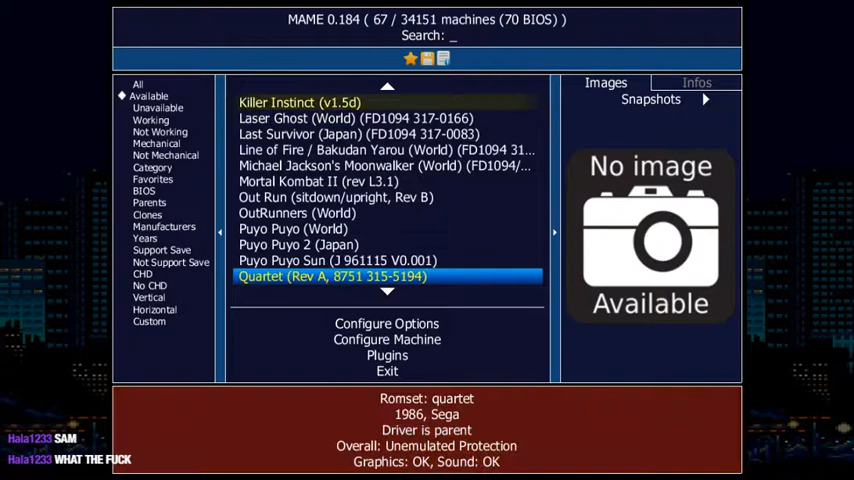 MAME 0.184 ( 67 / 34151 machines (70 BIOS) )
Search: _
All
Available
Unavailable
Working
Not Working
Mechanical
Not Mechanical
Category
Favorites
BIOS
Parents
Clones
Manufacturers
Years
Support Save
Not Support Save
CHD
No CHD
Vertical
Horizontal
Custom
Killer Instinct (v1.5d)
Laser Ghost (World) (FD1094 317-0166)
Last Survivor (Japan) (FD1094 317-0083)
Line of Fire / Bakudan Yarou (World) (FD1094 31...
Michael Jackson's Moonwalker (World) (FD1094/...
Mortal Kombat II (rev L3.1)
Out Run (sitdown/upright, Rev B)
OutRunners (World)
Puyo Puyo (World)
Puyo Puyo 2 (Japan)
Puyo Puyo Sun (J 961115 V0.001)
Quartet (Rev A, 8751 315-5194)
Configure Options
Configure Machine
Plugins
Exit
Images
Infos
Snapshots
No image
Available
Romset: quartet
1986, Sega
Driver is parent
Overall: Unemulated Protection
Graphics: OK, Sound: OK
Hala1233 SAM
Hala1233 WHAT THE FUCK